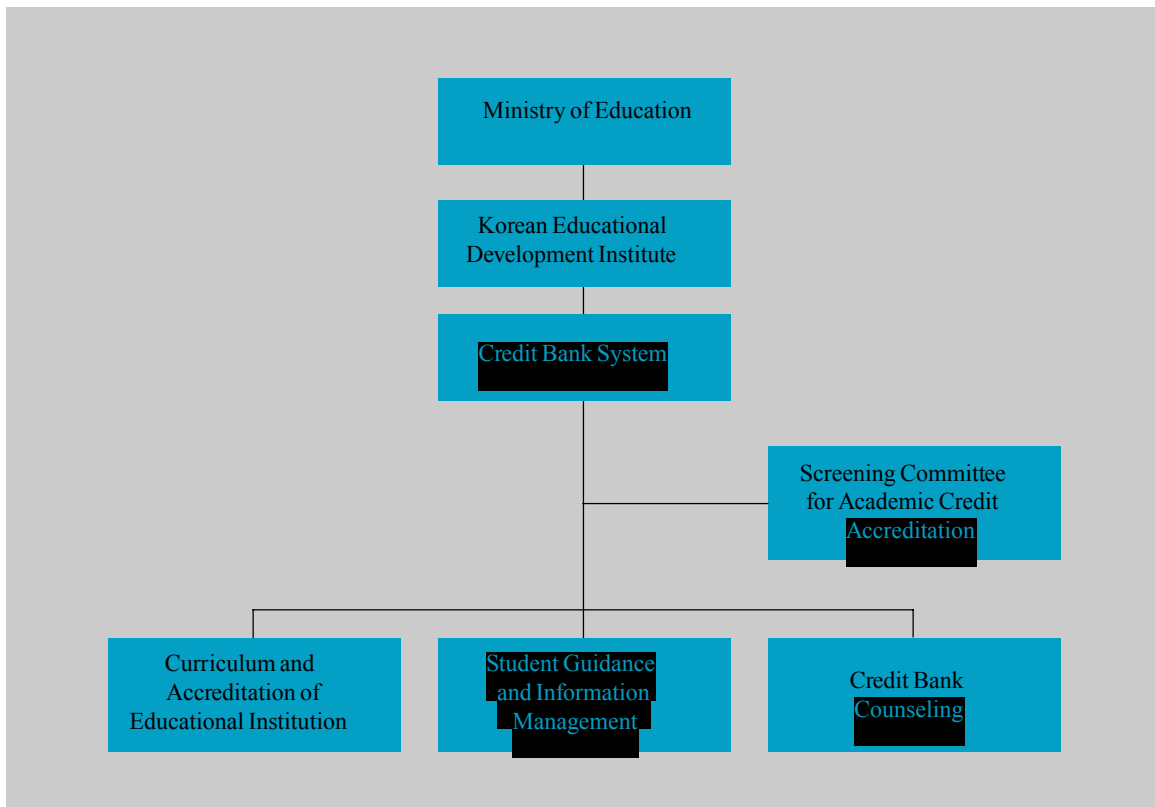 Ministry of Education
Korean Educational
Development Institute
Credit Bank System
Screening Committee
for Academic Credit
Accreditation
Curriculum and
Accreditation of
Educational Institution
Student Guidance
and Information
Management
Credit Bank
Counseling